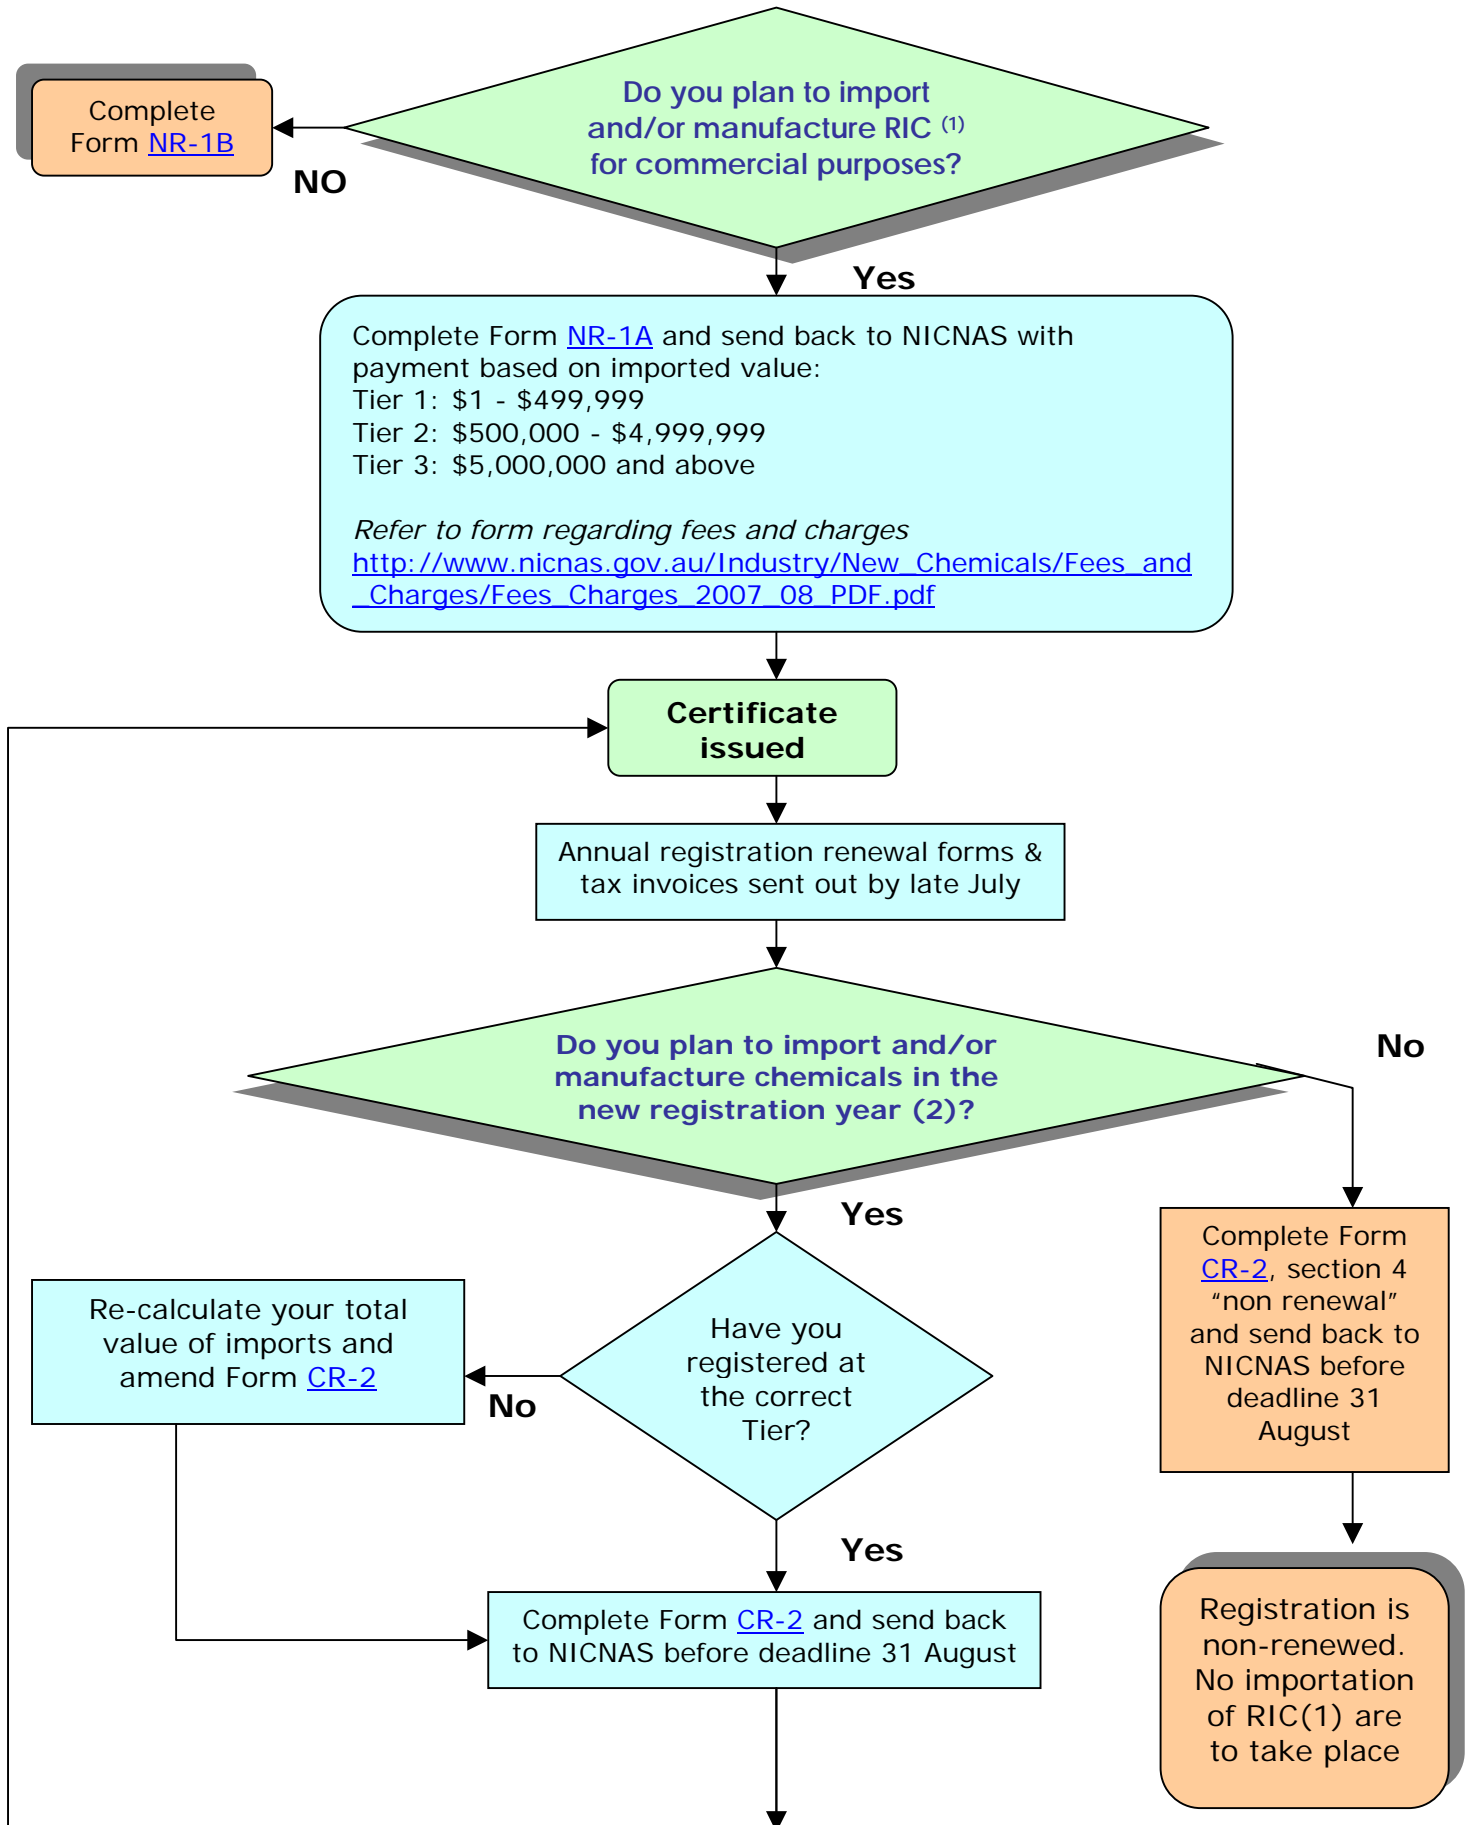 Do you plan to import
and/or manufacture RIC (1)
for commercial purposes?
Complete
Form NR-1B
NO
Yes
Complete Form NR-1A and send back to NICNAS with
payment based on imported value:
Tier 1: $1 - $499,999
Tier 2: $500,000 - $4,999,999
Tier 3: $5,000,000 and above
Refer to form regarding fees and charges
http://www.nicnas.gov.au/Industry/New_Chemicals/Fees_and
_Charges/Fees_Charges_2007_08_PDF.pdf
Certificate
issued
Annual registration renewal forms &
tax invoices sent out by late July
Do you plan to import and/or
manufacture chemicals in the
new registration year (2)?
No
Yes
Complete Form
CR-2, section 4
“non renewal”
and send back to
NICNAS before
deadline 31
August
Have you
registered at
the correct
Tier?
Re-calculate your total
value of imports and
amend Form CR-2
No
Yes
Complete Form CR-2 and send back
to NICNAS before deadline 31 August
Registration is
non-renewed.
No importation
of RIC(1) are
to take place